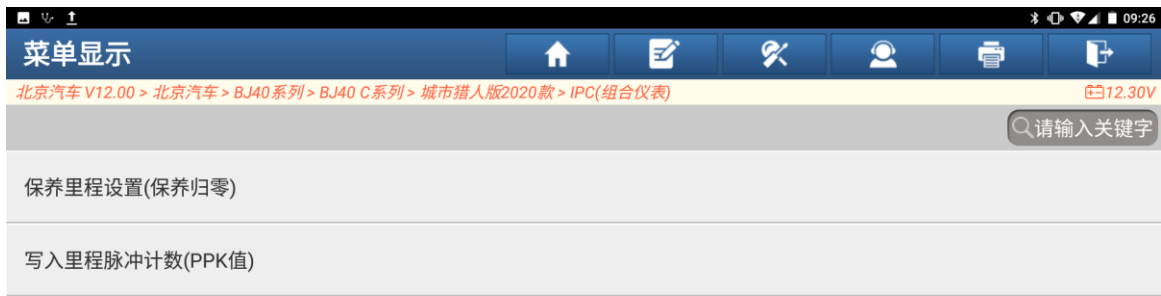 09:26
菜单显示
北京汽车 V12.00 > 北京汽车 > BJ40系列 > BJ40 C系列 > 城市猎人版2020款 > IPC(组合仪表)
12.30V
请输入关键字
保养里程设置(保养归零)
写入里程脉冲计数(PPK值)